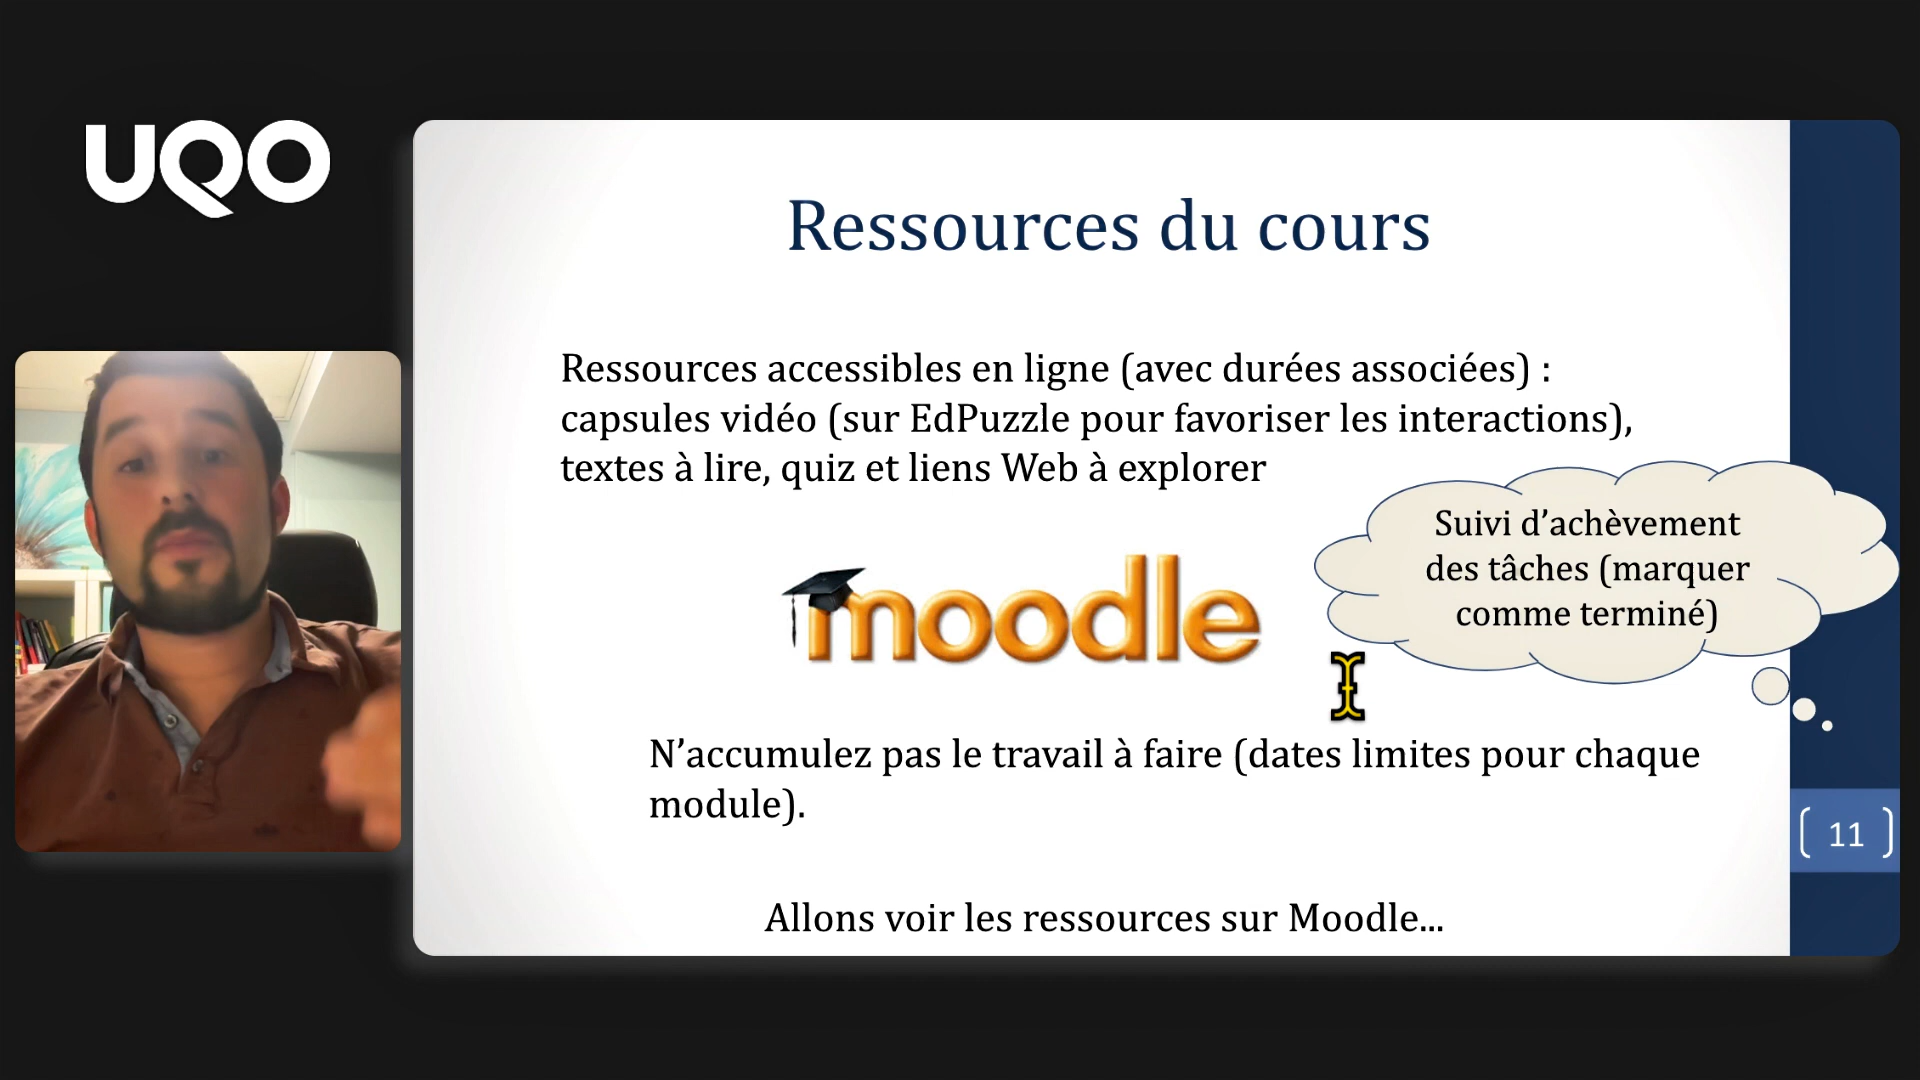 UQO
Ressources du cours
Ressources accessibles en ligne (avec durées associées) :
capsules vidéo (sur EdPuzzle pour favoriser les interactions),
textes à lire, quiz et liens Web à explorer
Suivi d’achèvement
des tâches (marquer
comme terminé)
moodle
N’accumulez pas le travail à faire (dates limites pour chaque
module).
11
Allons voir les ressources sur Moodle...